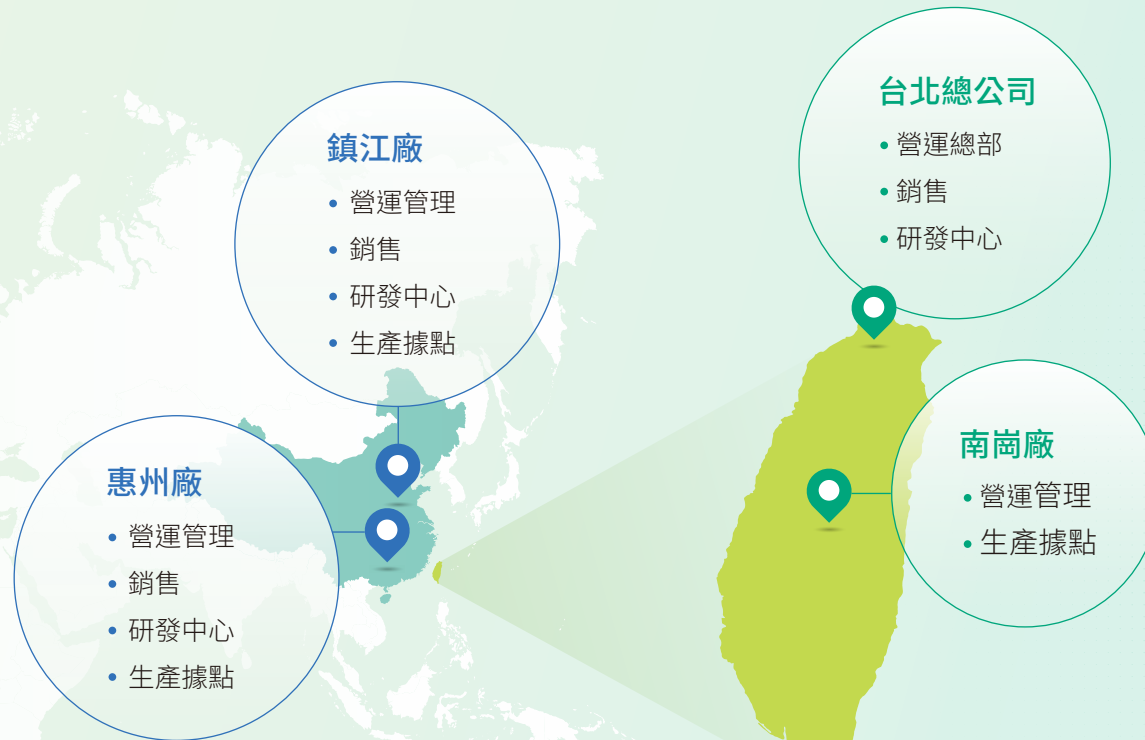 鎮江廠
• 營運管理
• 銷售
• 研發中心
• 生產據點
惠州廠
• 營運管理
• 銷售
• 研發中心
• 生產據點
台北總公司
• 營運總部
• 銷售
• 研發中心
南崗廠
• 營運管理
• 生產據點